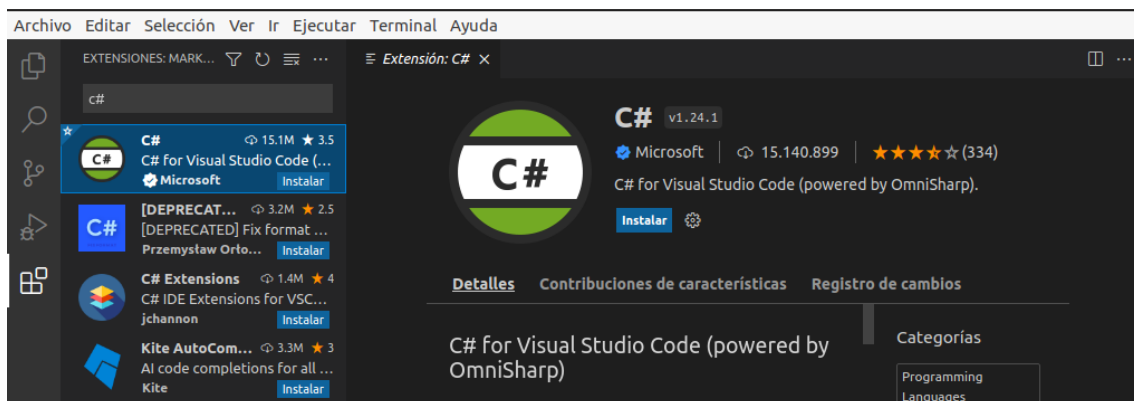 Archivo Editar Selección Ver Ir Ejecutar Terminal Ayuda
EXTENSIONES: MARK...
c#
C# 15.1M ★ 3.5
C# for Visual Studio Code (...
Microsoft Instalar
[DEPRECAT... 3.2M ★ 2.5
[DEPRECATED] Fix format ...
Przemysław Orło... Instalar
C# Extensions 1.4M ★ 4
C# IDE Extensions for VSC...
jchannon Instalar
Kite AutoCom... 3.3M ★ 3
AI code completions for all ...
Kite Instalar
Extensión: C#
C# v1.24.1
Microsoft | 15.140.899 | (334)
C# for Visual Studio Code (powered by OmniSharp).
Instalar
Detalles Contribuciones de características Registro de cambios
C# for Visual Studio Code (powered by
OmniSharp)
Categorías
Programming
Languages
C#
C#
C#